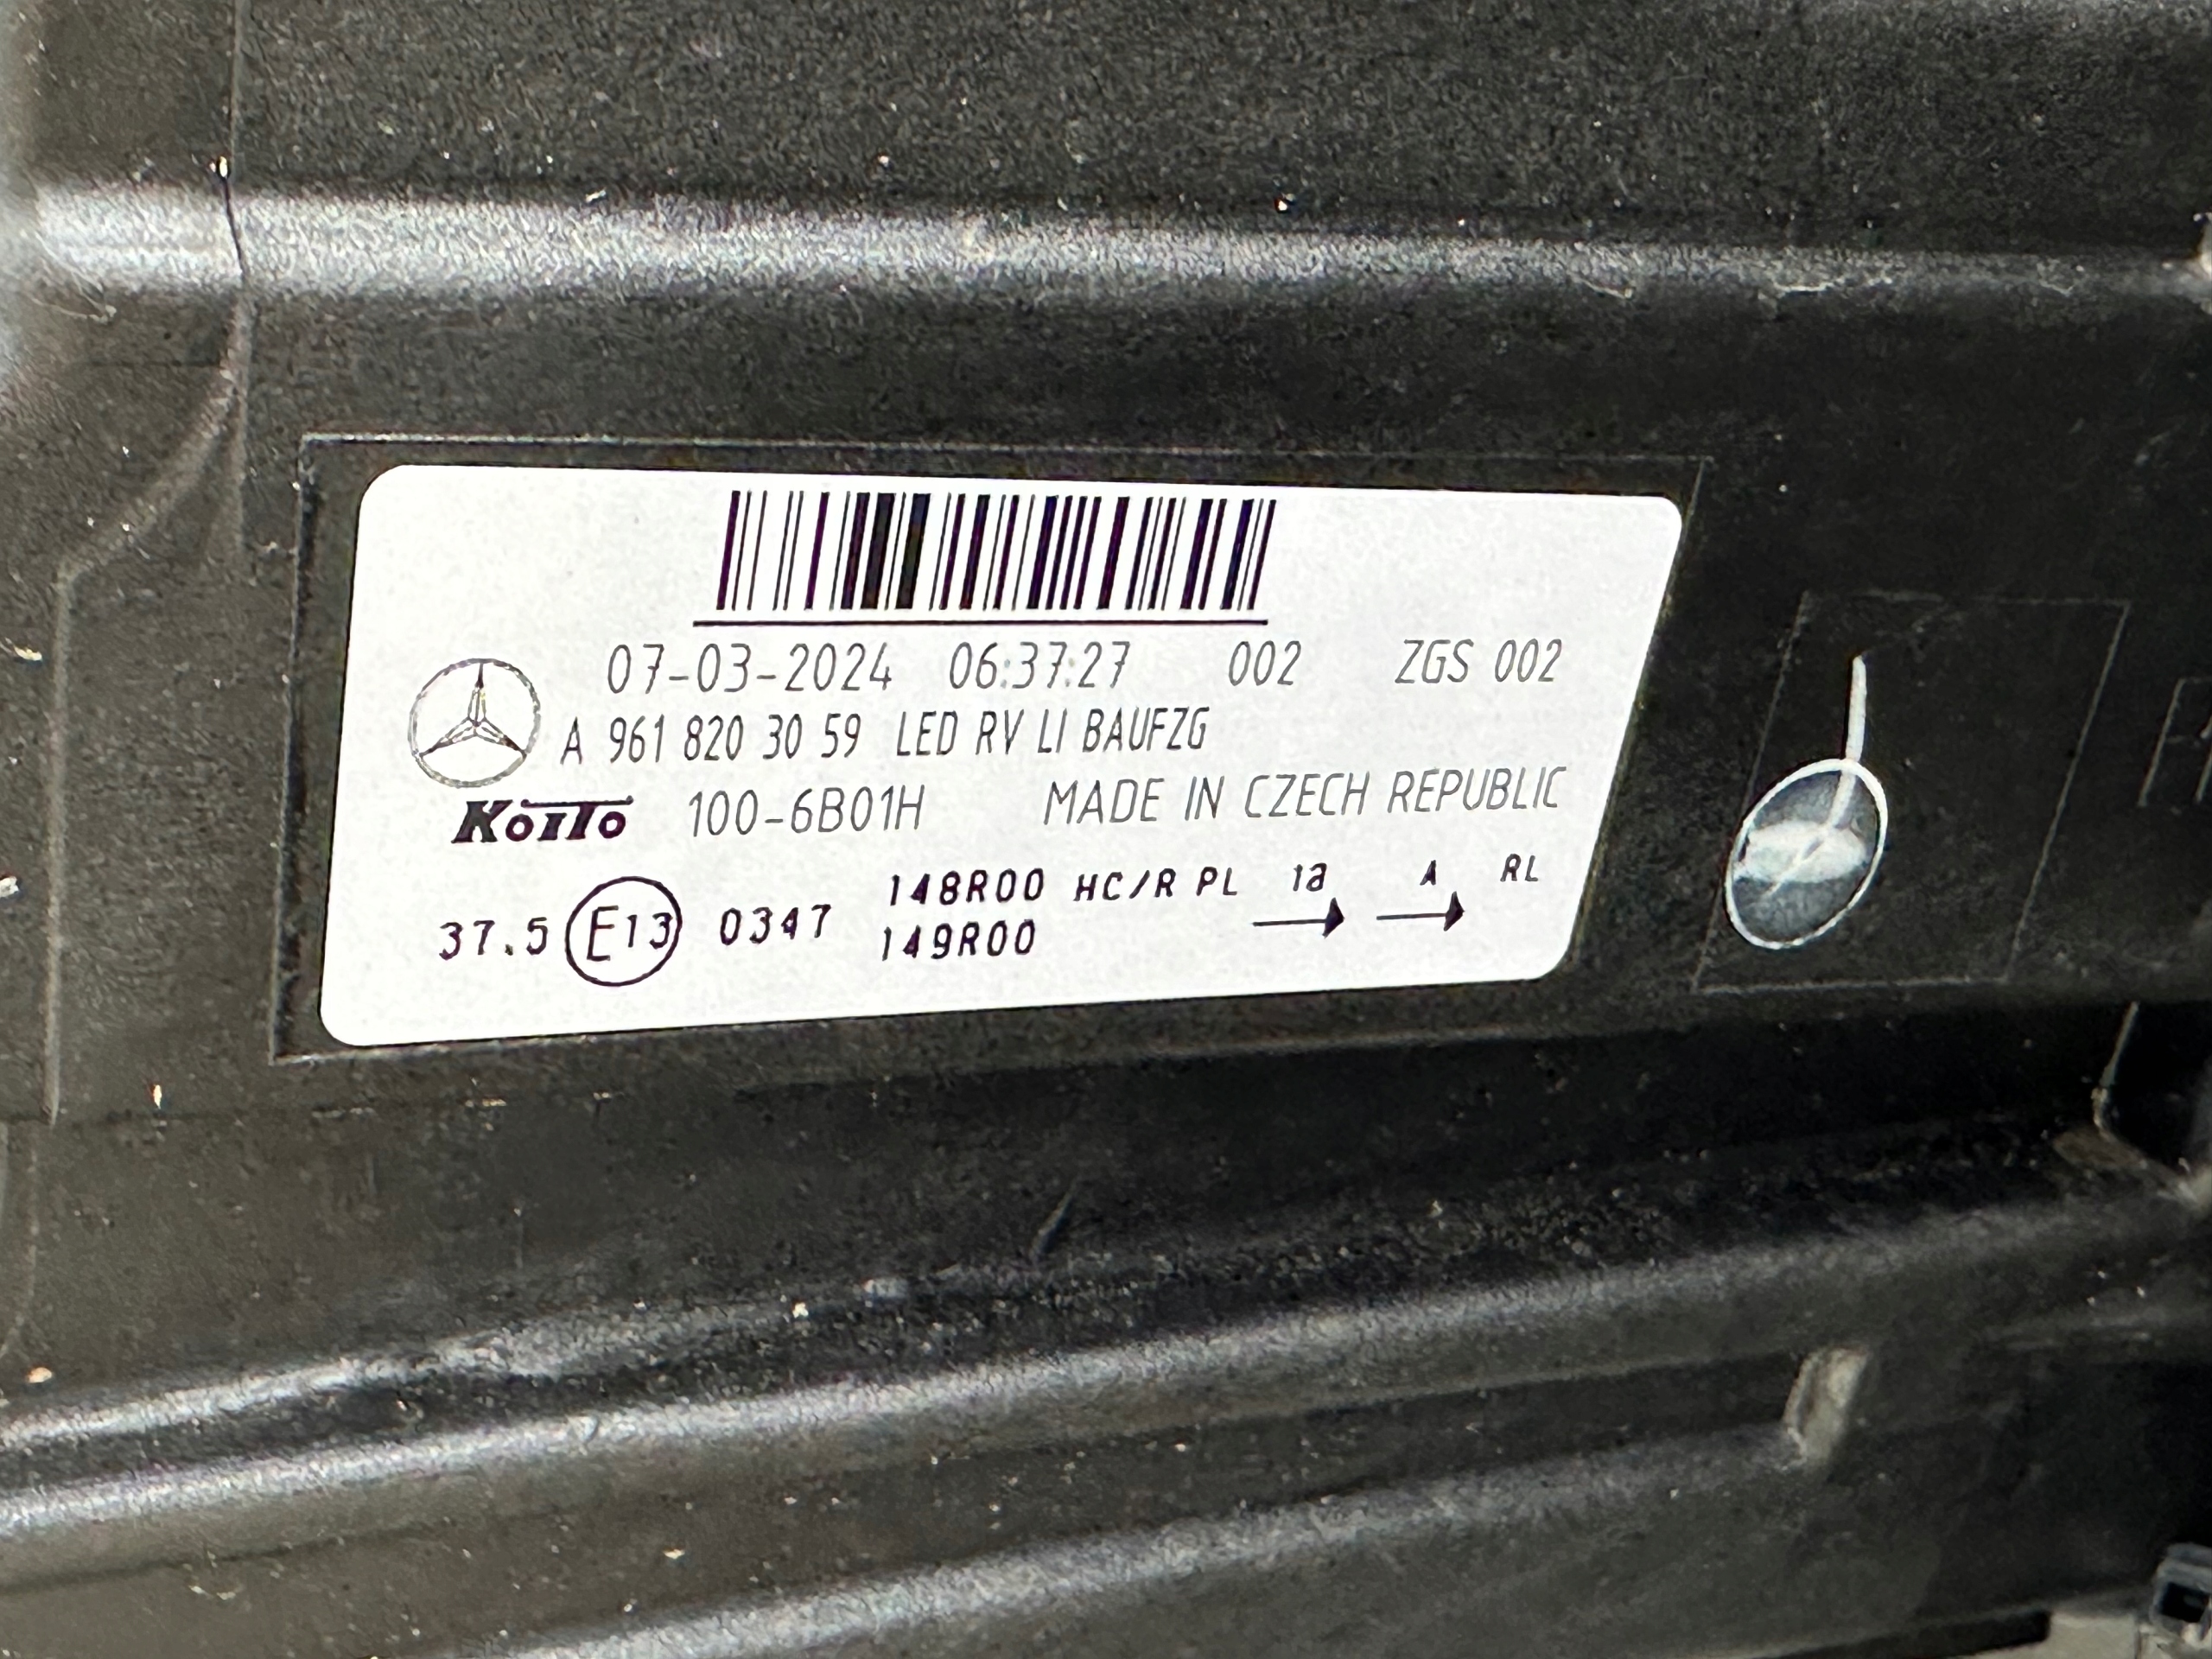 07-03-2024 06:37:27 002 ZGS 002
A 961 820 30 59 LED RV LI BAUFZG
KOITO 100-6B01H MADE IN CZECH REPUBLIC
148R00 HC/R PL 1a A RL
37.5 E13 0347 149R00